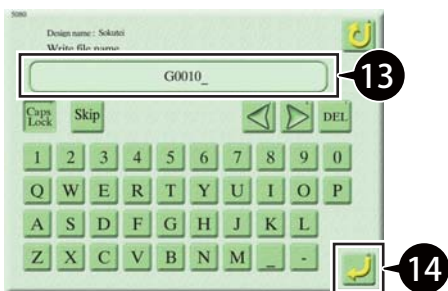 5080
Design name : Sokutei
Write file name
G0010_
13
Caps Lock Skip DEL
1 2 3 4 5 6 7 8 9 0
Q W E R T Y U I O P
A S D F G H J K L
Z X C V B N M _ -
14